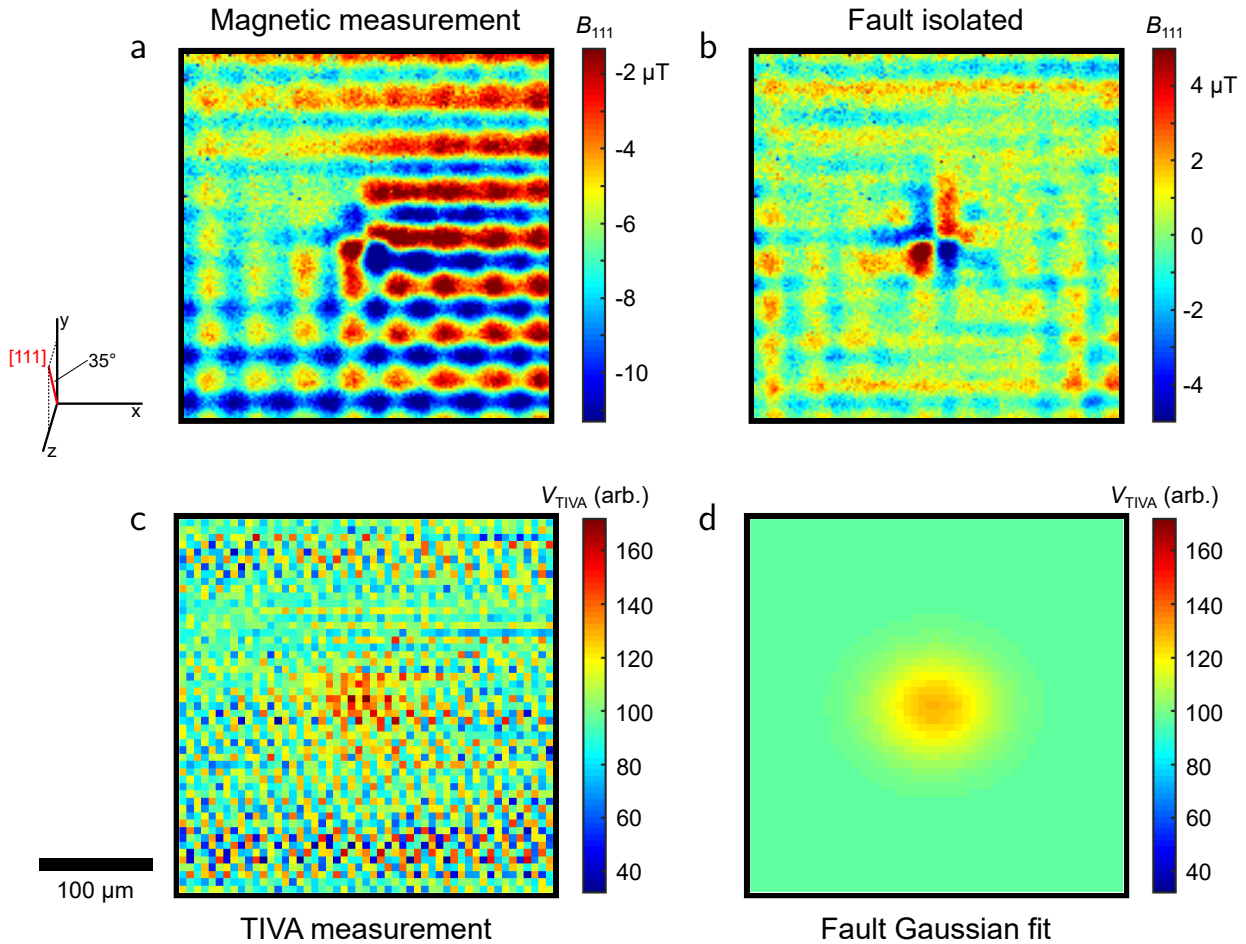 Magnetic measurement
Fault isolated
a
B111
-2 µT
-4
-6
-8
-10
b
B111
4 µT
2
0
-2
-4
y
[111]
35°
x
z
c
VTIVA (arb.)
160
140
120
100
80
60
40
d
VTIVA (arb.)
160
140
120
100
80
60
40
100 µm
TIVA measurement
Fault Gaussian fit